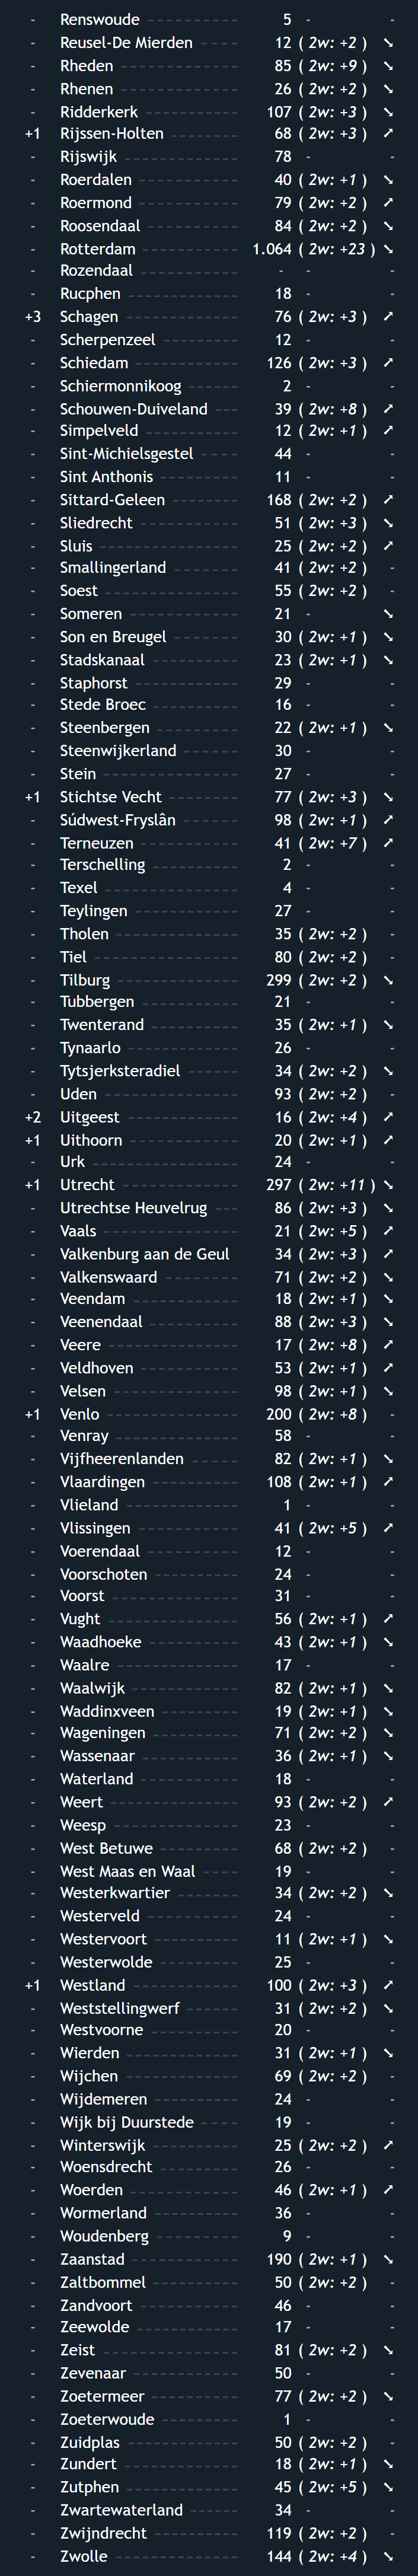 - Renswoude 5 - -
- Reusel-De Mierden 12 ( 2w: +2 ) ➘
- Rheden 85 ( 2w: +9 ) ➘
- Rhenen 26 ( 2w: +2 ) ➘
- Ridderkerk 107 ( 2w: +3 ) ➘
+1 Rijssen-Holten 68 ( 2w: +3 ) ➚
- Rijswijk 78 - -
- Roerdalen 40 ( 2w: +1 ) ➘
- Roermond 79 ( 2w: +2 ) ➚
- Roosendaal 84 ( 2w: +2 ) ➘
- Rotterdam 1.064 ( 2w: +23 ) ➘
- Rozendaal - - -
- Rucphen 18 - -
+3 Schagen 76 ( 2w: +3 ) ➚
- Scherpenzeel 12 - -
- Schiedam 126 ( 2w: +3 ) ➚
- Schiermonnikoog 2 - -
- Schouwen-Duiveland 39 ( 2w: +8 ) ➚
- Simpelveld 12 ( 2w: +1 ) ➚
- Sint-Michielsgestel 44 - -
- Sint Anthonis 11 - -
- Sittard-Geleen 168 ( 2w: +2 ) ➚
- Sliedrecht 51 ( 2w: +3 ) ➘
- Sluis 25 ( 2w: +2 ) ➚
- Smallingerland 41 ( 2w: +2 ) -
- Soest 55 ( 2w: +2 ) -
- Someren 21 - ➘
- Son en Breugel 30 ( 2w: +1 ) ➘
- Stadskanaal 23 ( 2w: +1 ) ➘
- Staphorst 29 - -
- Stede Broec 16 - -
- Steenbergen 22 ( 2w: +1 ) ➘
- Steenwijkerland 30 - -
- Stein 27 - -
+1 Stichtse Vecht 77 ( 2w: +3 ) ➘
- Súdwest-Fryslân 98 ( 2w: +1 ) ➚
- Terneuzen 41 ( 2w: +7 ) ➚
- Terschelling 2 - -
- Texel 4 - -
- Teylingen 27 - -
- Tholen 35 ( 2w: +2 ) -
- Tiel 80 ( 2w: +2 ) -
- Tilburg 299 ( 2w: +2 ) ➘
- Tubbergen 21 - -
- Twenterand 35 ( 2w: +1 ) ➘
- Tynaarlo 26 - -
- Tytsjerksteradiel 34 ( 2w: +2 ) ➘
- Uden 93 ( 2w: +2 ) -
+2 Uitgeest 16 ( 2w: +4 ) ➚
+1 Uithoorn 20 ( 2w: +1 ) ➚
- Urk 24 - -
+1 Utrecht 297 ( 2w: +11 ) ➘
- Utrechtse Heuvelrug 86 ( 2w: +3 ) ➘
- Vaals 21 ( 2w: +5 ) ➚
- Valkenburg aan de Geul 34 ( 2w: +3 ) ➚
- Valkenswaard 71 ( 2w: +2 ) ➘
- Veendam 18 ( 2w: +1 ) ➘
- Veenendaal 88 ( 2w: +3 ) ➘
- Veere 17 ( 2w: +8 ) ➚
- Veldhoven 53 ( 2w: +1 ) ➚
- Velsen 98 ( 2w: +1 ) ➘
+1 Venlo 200 ( 2w: +8 ) -
- Venray 58 - -
- Vijfheerenlanden 82 ( 2w: +1 ) ➘
- Vlaardingen 108 ( 2w: +1 ) ➚
- Vlieland 1 - -
- Vlissingen 41 ( 2w: +5 ) ➚
- Voerendaal 12 - -
- Voorschoten 24 - -
- Voorst 31 - -
- Vught 56 ( 2w: +1 ) ➚
- Waadhoeke 43 ( 2w: +1 ) ➘
- Waalre 17 - -
- Waalwijk 82 ( 2w: +1 ) ➘
- Waddinxveen 19 ( 2w: +1 ) ➘
- Wageningen 71 ( 2w: +2 ) ➘
- Wassenaar 36 ( 2w: +1 ) ➘
- Waterland 18 - -
- Weert 93 ( 2w: +2 ) ➚
- Weesp 23 - -
- West Betuwe 68 ( 2w: +2 ) -
- West Maas en Waal 19 - -
- Westerkwartier 34 ( 2w: +2 ) ➘
- Westerveld 24 - -
- Westervoort 11 ( 2w: +1 ) ➘
- Westerwolde 25 - -
+1 Westland 100 ( 2w: +3 ) ➚
- Weststellingwerf 31 ( 2w: +2 ) ➘
- Westvoorne 20 - -
- Wierden 31 ( 2w: +1 ) ➘
- Wijchen 69 ( 2w: +2 ) -
- Wijdemeren 24 - -
- Wijk bij Duurstede 19 - -
- Winterswijk 25 ( 2w: +2 ) ➚
- Woensdrecht 26 - -
- Woerden 46 ( 2w: +1 ) ➚
- Wormerland 36 - -
- Woudenberg 9 - -
- Zaanstad 190 ( 2w: +1 ) ➘
- Zaltbommel 50 ( 2w: +2 ) -
- Zandvoort 46 - -
- Zeewolde 17 - -
- Zeist 81 ( 2w: +2 ) ➘
- Zevenaar 50 - -
- Zoetermeer 77 ( 2w: +2 ) ➘
- Zoeterwoude 1 - -
- Zuidplas 50 ( 2w: +2 ) -
- Zundert 18 ( 2w: +1 ) ➘
- Zutphen 45 ( 2w: +5 ) ➘
- Zwartewaterland 34 - -
- Zwijndrecht 119 ( 2w: +2 ) -
- Zwolle 144 ( 2w: +4 ) ➘